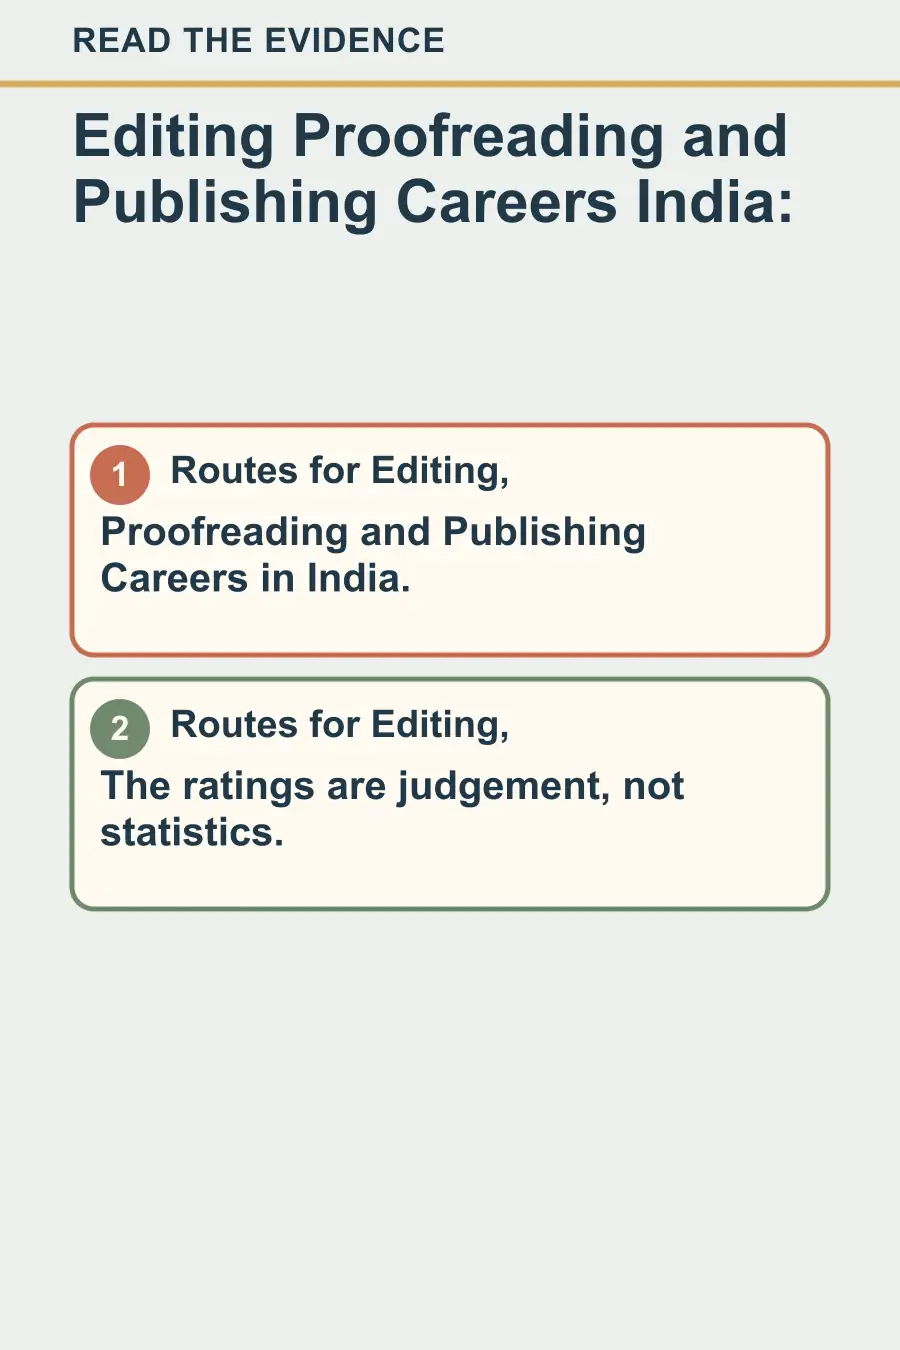 READ THE EVIDENCE
Editing Proofreading and
Publishing Careers India:
1 Routes for Editing,
Proofreading and Publishing
Careers in India.
2 Routes for Editing,
The ratings are judgement, not
statistics.